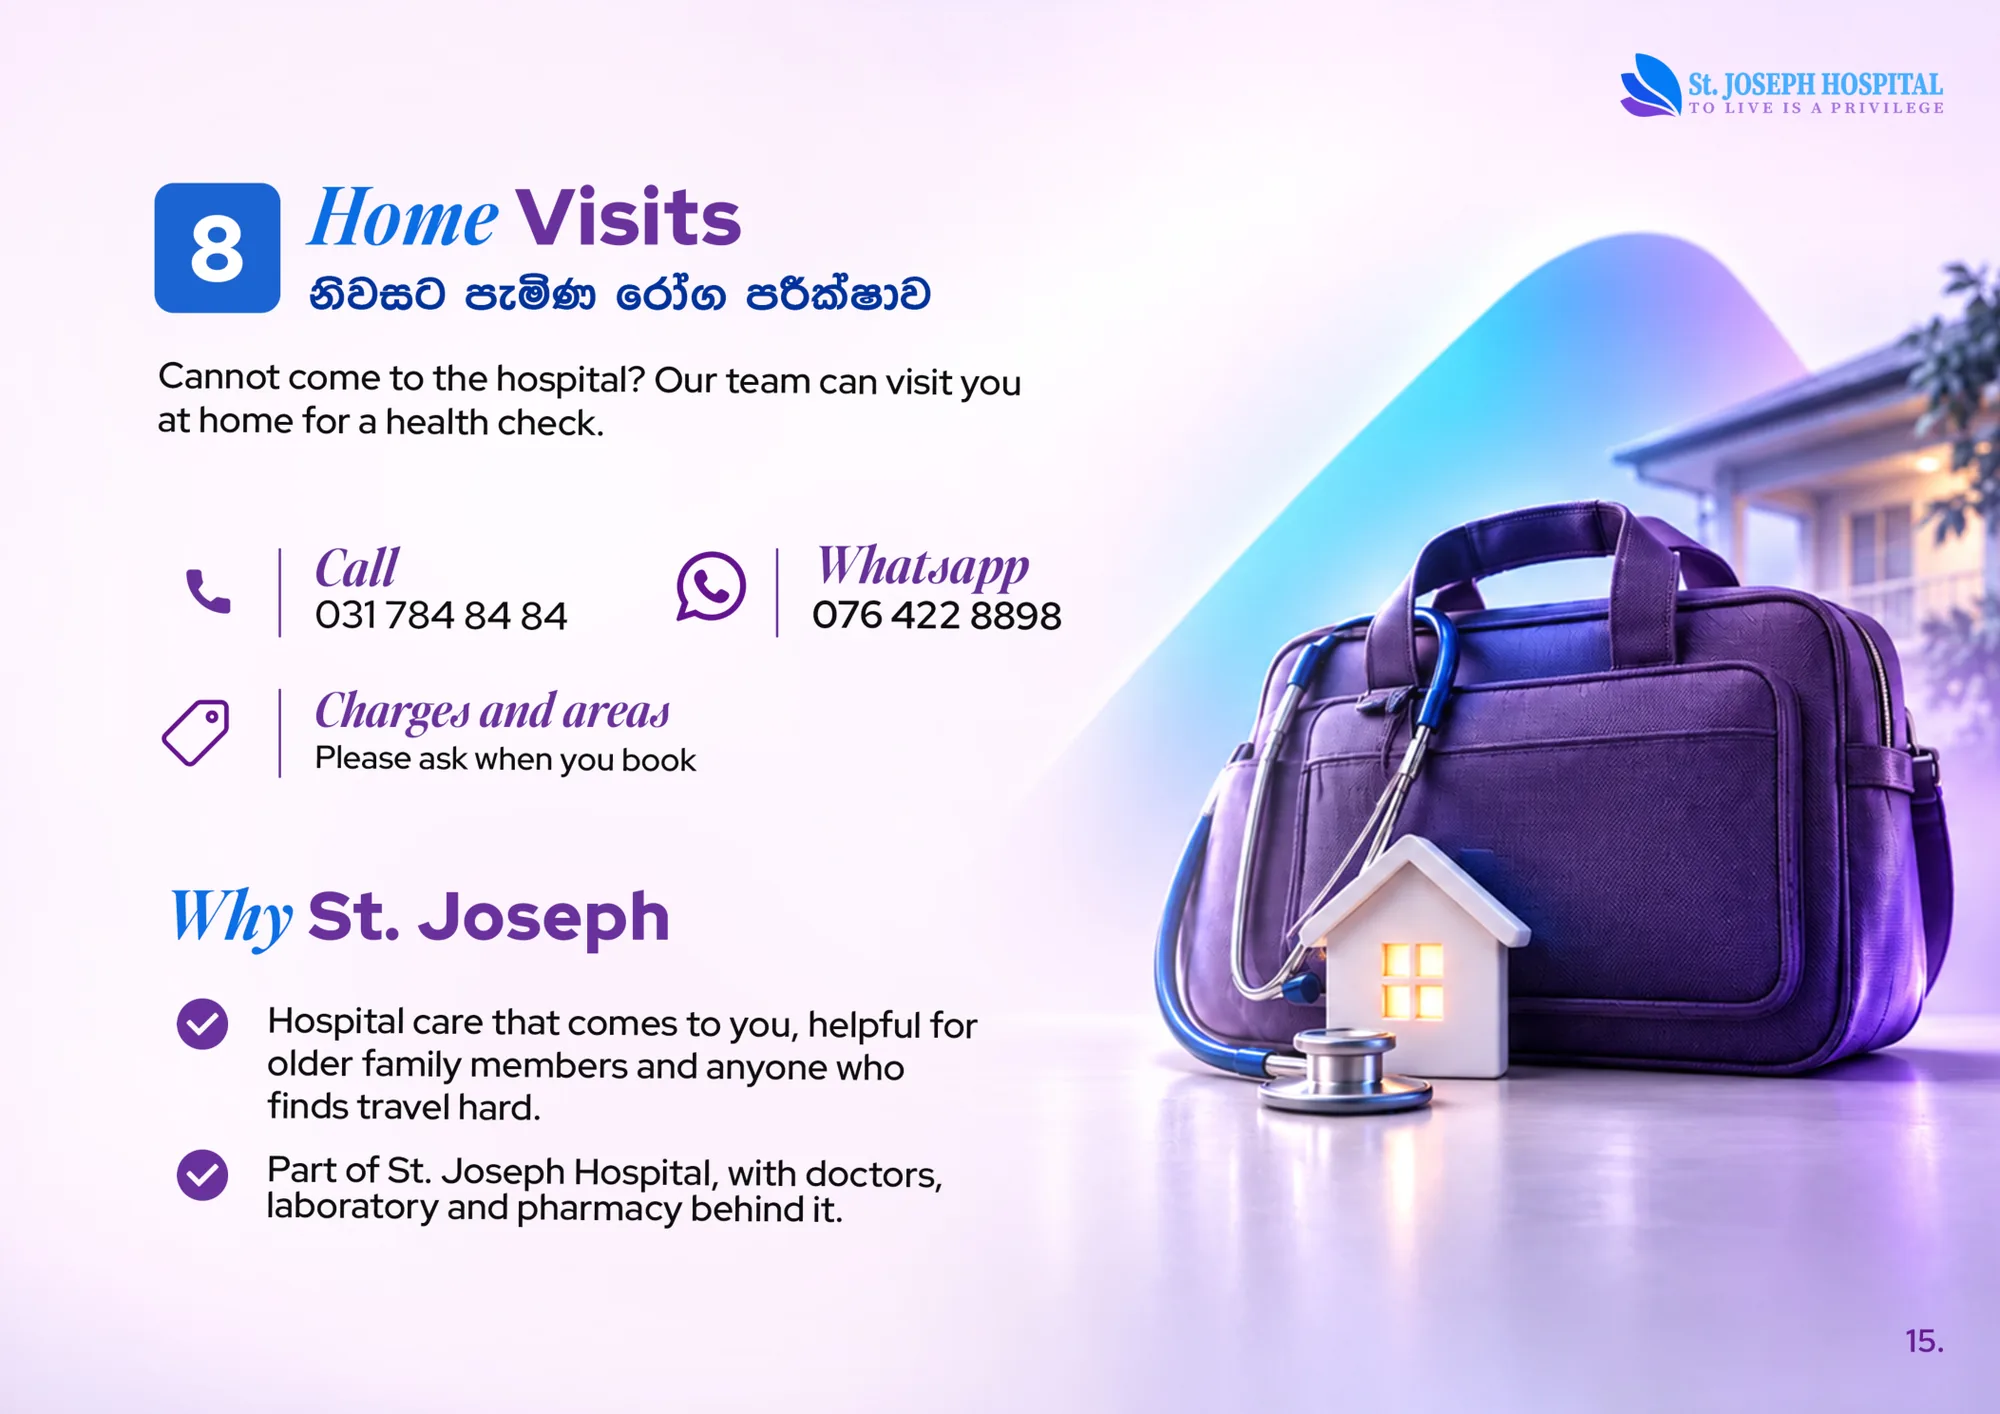 St. JOSEPH HOSPITAL
TO LIVE IS A PRIVILEGE
8
Home Visits
නිවසට පැමිණ රෝග පරීක්ෂාව
Cannot come to the hospital? Our team can visit you
at home for a health check.
Call
031 784 84 84
Whatsapp
076 422 8898
Charges and areas
Please ask when you book
Why St. Joseph
Hospital care that comes to you, helpful for
older family members and anyone who
finds travel hard.
Part of St. Joseph Hospital, with doctors,
laboratory and pharmacy behind it.
15.